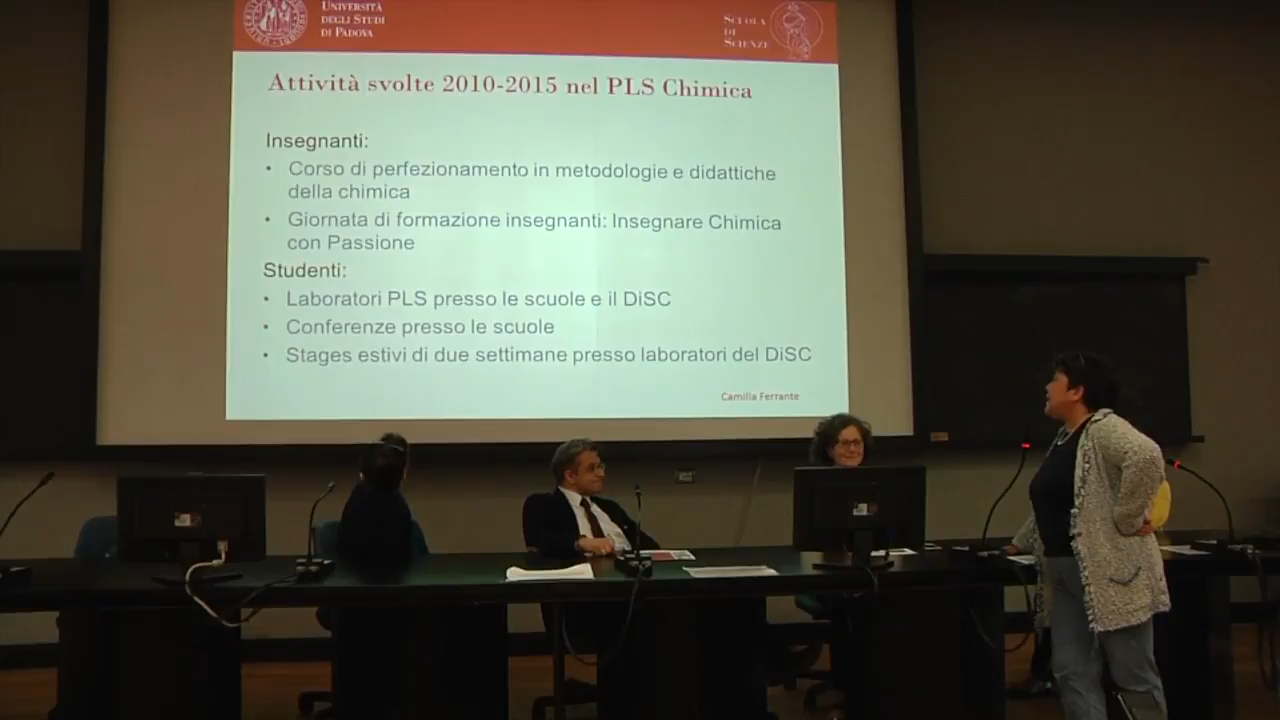 UNIVERSITÀ
DEGLI STUDI
DI PADOVA
SCUOLA
DI
SCIENZE
Attività svolte 2010-2015 nel PLS Chimica
Insegnanti:
• Corso di perfezionamento in metodologie e didattiche
della chimica
• Giornata di formazione insegnanti: Insegnare Chimica
con Passione
Studenti:
• Laboratori PLS presso le scuole e il DiSC
• Conferenze presso le scuole
• Stages estivi di due settimane presso laboratori del DiSC
Camilla Ferrante